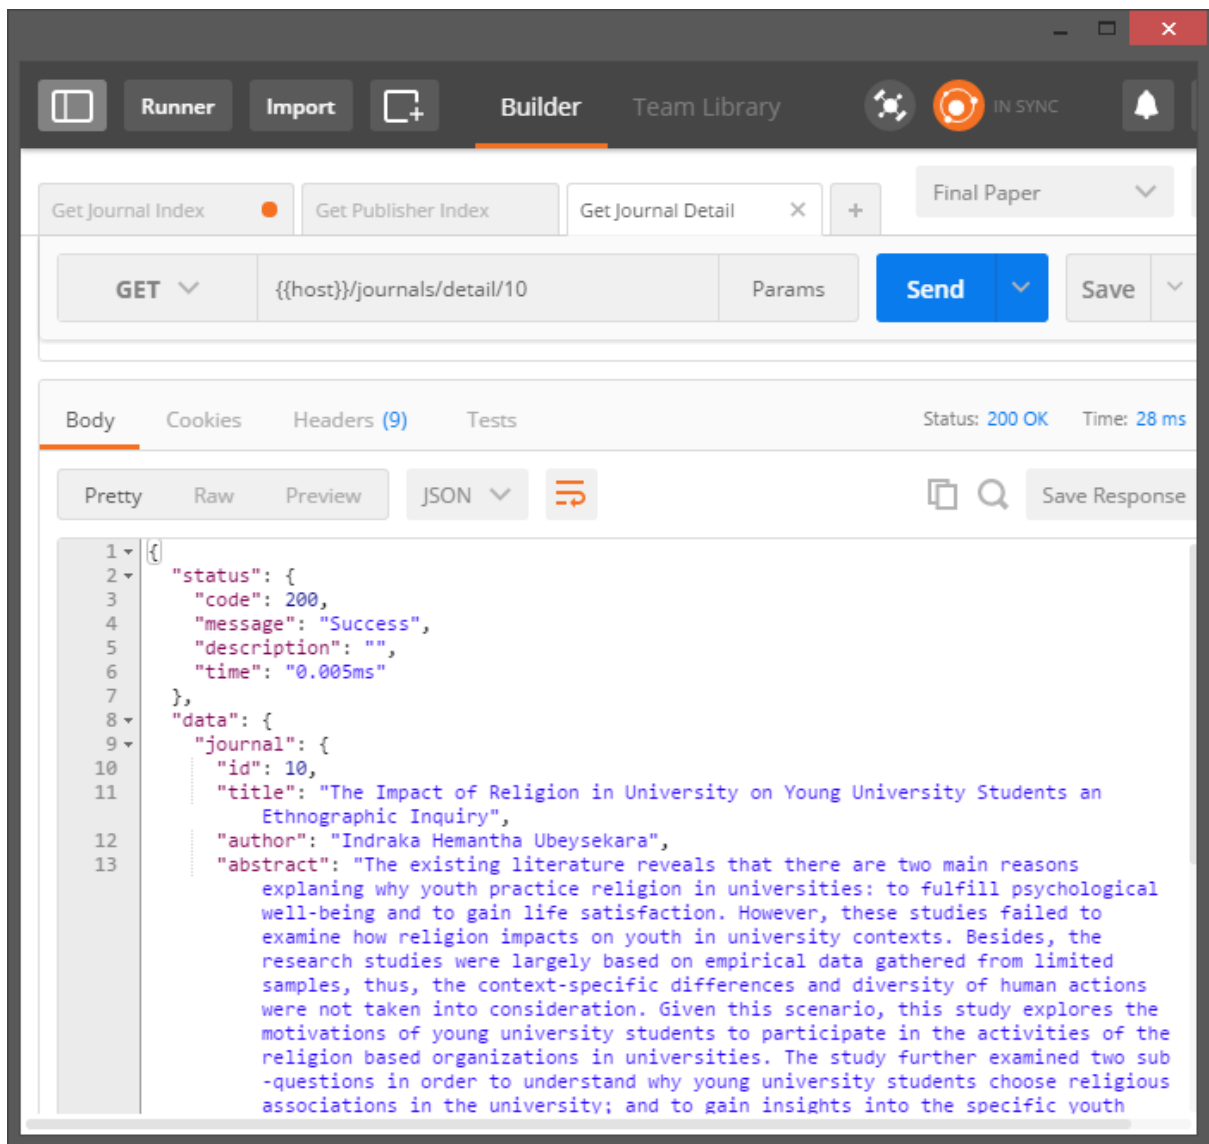 Runner Import Builder Team Library IN SYNC
Get Journal Index Get Publisher Index Get Journal Detail × + Final Paper
GET {{host}}/journals/detail/10 Params Send Save
Body Cookies Headers (9) Tests Status: 200 OK Time: 28 ms
Pretty Raw Preview JSON Save Response
1 {
2 "status": {
3 "code": 200,
4 "message": "Success",
5 "description": "",
6 "time": "0.005ms"
7 },
8 "data": {
9 "journal": {
10 "id": 10,
11 "title": "The Impact of Religion in University on Young University Students an
Ethnographic Inquiry",
12 "author": "Indraka Hemantha Ubeysekara",
13 "abstract": "The existing literature reveals that there are two main reasons
explaning why youth practice religion in universities: to fulfill psychological
well-being and to gain life satisfaction. However, these studies failed to
examine how religion impacts on youth in university contexts. Besides, the
research studies were largely based on empirical data gathered from limited
samples, thus, the context-specific differences and diversity of human actions
were not taken into consideration. Given this scenario, this study explores the
motivations of young university students to participate in the activities of the
religion based organizations in universities. The study further examined two sub
-questions in order to understand why young university students choose religious
associations in the university; and to gain insights into the specific youth